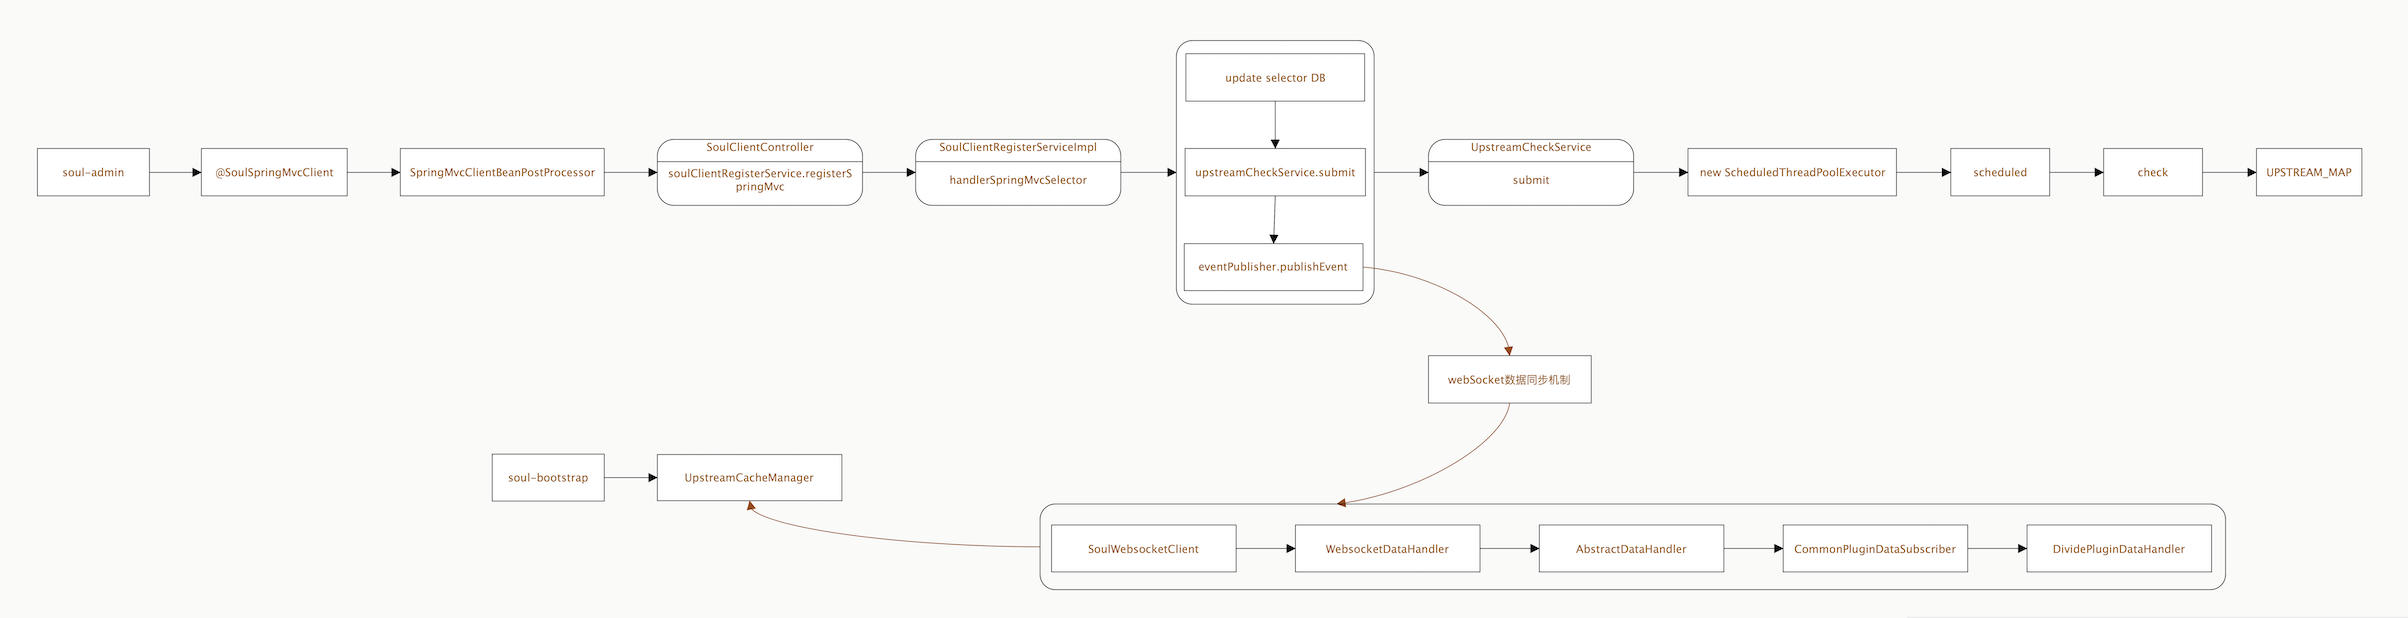 update selector DB
soul-admin
@SoulSpringMvcClient
SpringMvcClientBeanPostProcessor
SoulClientController
soulClientRegisterService.registerS
pringMvc
SoulClientRegisterServiceImpl
handlerSpringMvcSelector
upstreamCheckService.submit
UpstreamCheckService
submit
new ScheduledThreadPoolExecutor
scheduled
check
UPSTREAM_MAP
eventPublisher.publishEvent
webSocket数据同步机制
soul-bootstrap
UpstreamCacheManager
SoulWebsocketClient
WebsocketDataHandler
AbstractDataHandler
CommonPluginDataSubscriber
DividePluginDataHandler